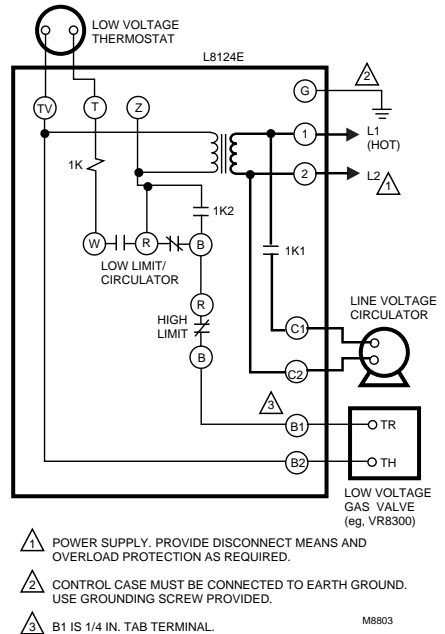 LOW VOLTAGE
THERMOSTAT
L8124E
TV
T
Z
G
2
1
L1
(HOT)
2
L2
1
1K
1K2
1K1
W
R
B
LOW LIMIT/
CIRCULATOR
R
HIGH
LIMIT
B
C1
C2
LINE VOLTAGE
CIRCULATOR
3
B1
TR
B2
TH
LOW VOLTAGE
GAS VALVE
(eg, VR8300)
1 POWER SUPPLY. PROVIDE DISCONNECT MEANS AND
OVERLOAD PROTECTION AS REQUIRED.
2 CONTROL CASE MUST BE CONNECTED TO EARTH GROUND.
USE GROUNDING SCREW PROVIDED.
3 B1 IS 1/4 IN. TAB TERMINAL.
M8803